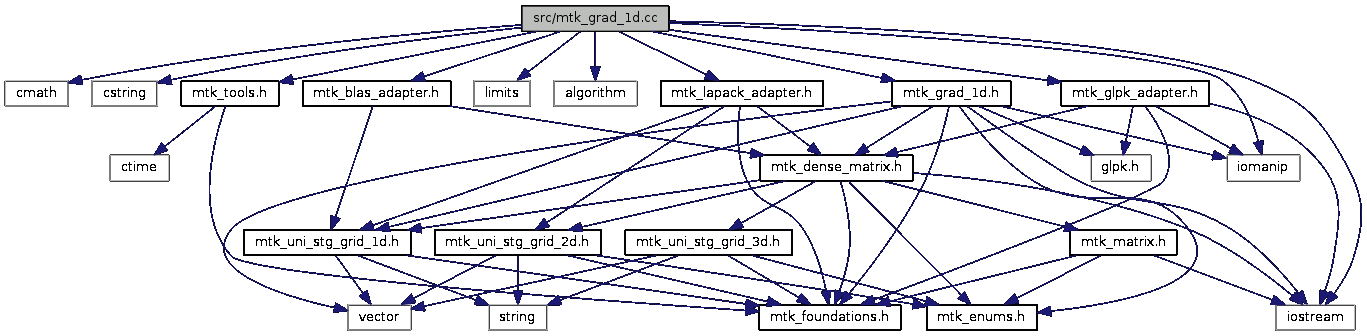 src/mtk_grad_1d.cc
cmath
cstring
mtk_tools.h
mtk_blas_adapter.h
limits
algorithm
mtk_lapack_adapter.h
mtk_grad_1d.h
mtk_glpk_adapter.h
ctime
mtk_dense_matrix.h
glpk.h
iomanip
mtk_uni_stg_grid_1d.h
mtk_uni_stg_grid_2d.h
mtk_uni_stg_grid_3d.h
mtk_matrix.h
vector
string
mtk_foundations.h
mtk_enums.h
iostream